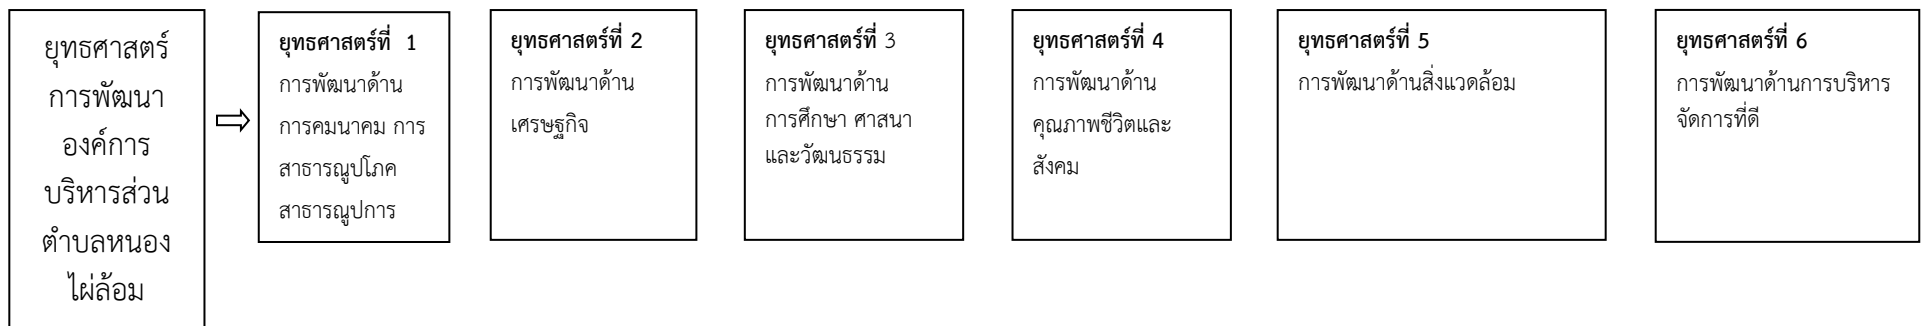 ยุทธศาสตร์
การพัฒนา
องค์การ
บริหารส่วน
ตำบลหนอง
ไผ่ล้อม
ยุทธศาสตร์ที่ 1
การพัฒนาด้าน
การคมนาคม การ
สาธารณูปโภค
สาธารณูปการ
ยุทธศาสตร์ที่ 2
การพัฒนาด้าน
เศรษฐกิจ
ยุทธศาสตร์ที่ 3
การพัฒนาด้าน
การศึกษา ศาสนา
และวัฒนธรรม
ยุทธศาสตร์ที่ 4
การพัฒนาด้าน
คุณภาพชีวิตและ
สังคม
ยุทธศาสตร์ที่ 5
การพัฒนาด้านสิ่งแวดล้อม
ยุทธศาสตร์ที่ 6
การพัฒนาด้านการบริหาร
จัดการที่ดี